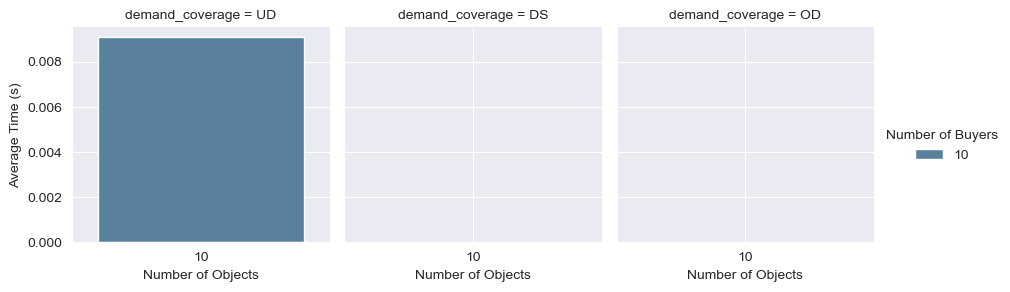 demand_coverage = UD
demand_coverage = DS
demand_coverage = OD
Average Time (s)
0.008
0.006
0.004
0.002
0.000
10
10
10
Number of Objects
Number of Objects
Number of Objects
Number of Buyers
10